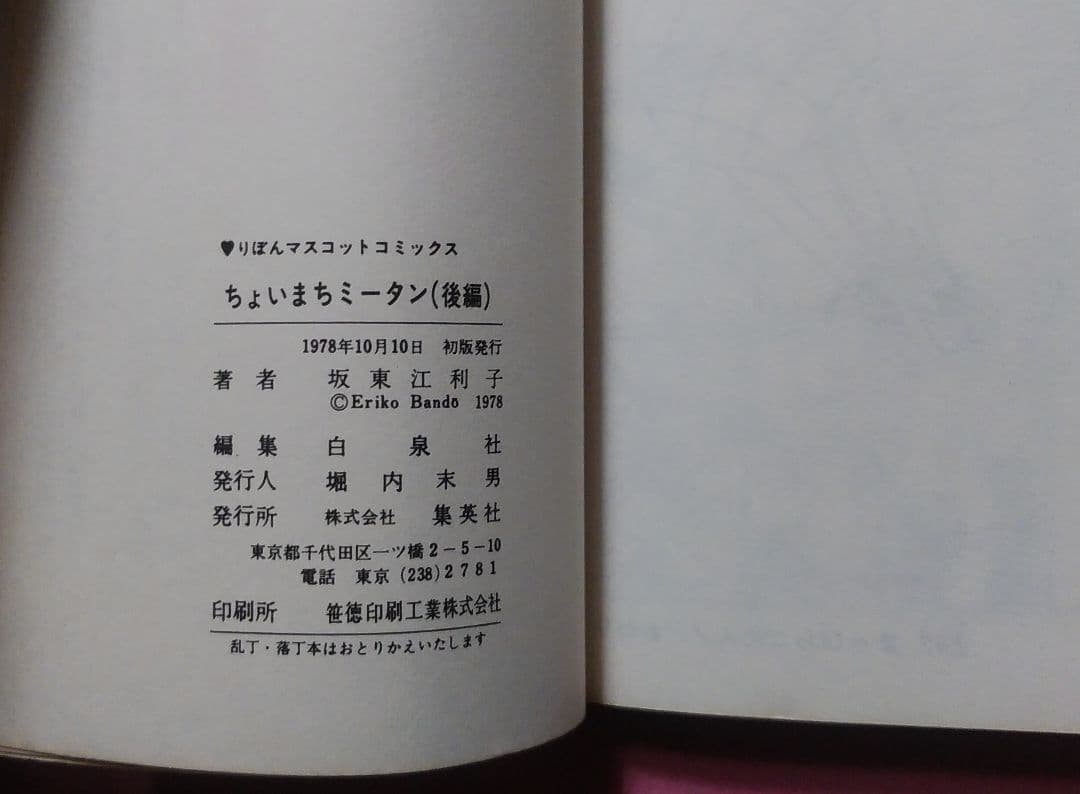 ♥りぼんマスコットコミックス
ちょいまちミータン(後編)
1978年10月10日 初版発行
著者 坂東江利子
©Eriko Bandō 1978
編集 白泉社
発行人 堀内末男
発行所 株式会社 集英社
東京都千代田区一ツ橋2-5-10
電話 東京(238)2781
印刷所 笹徳印刷工業株式会社
乱丁・落丁本はおとりかえいたします